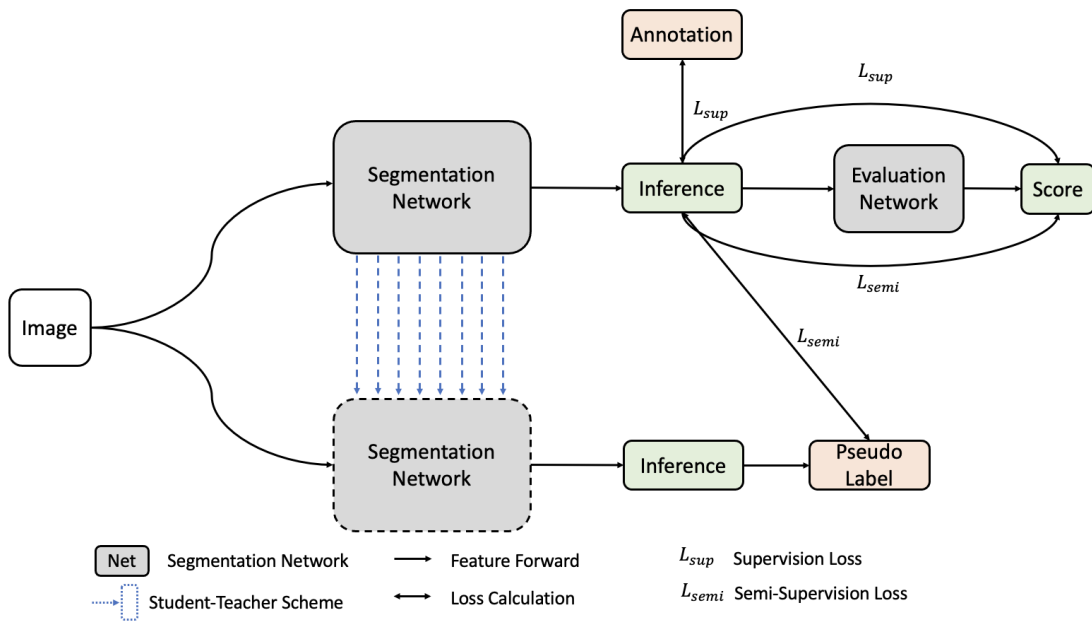 Annotation
L_sup
L_sup
Segmentation
Network
Inference
Evaluation
Network
Score
L_semi
Image
L_semi
Segmentation
Network
Inference
Pseudo
Label
Net
Segmentation Network
Feature Forward
L_sup Supervision Loss
Student-Teacher Scheme
Loss Calculation
L_semi Semi-Supervision Loss